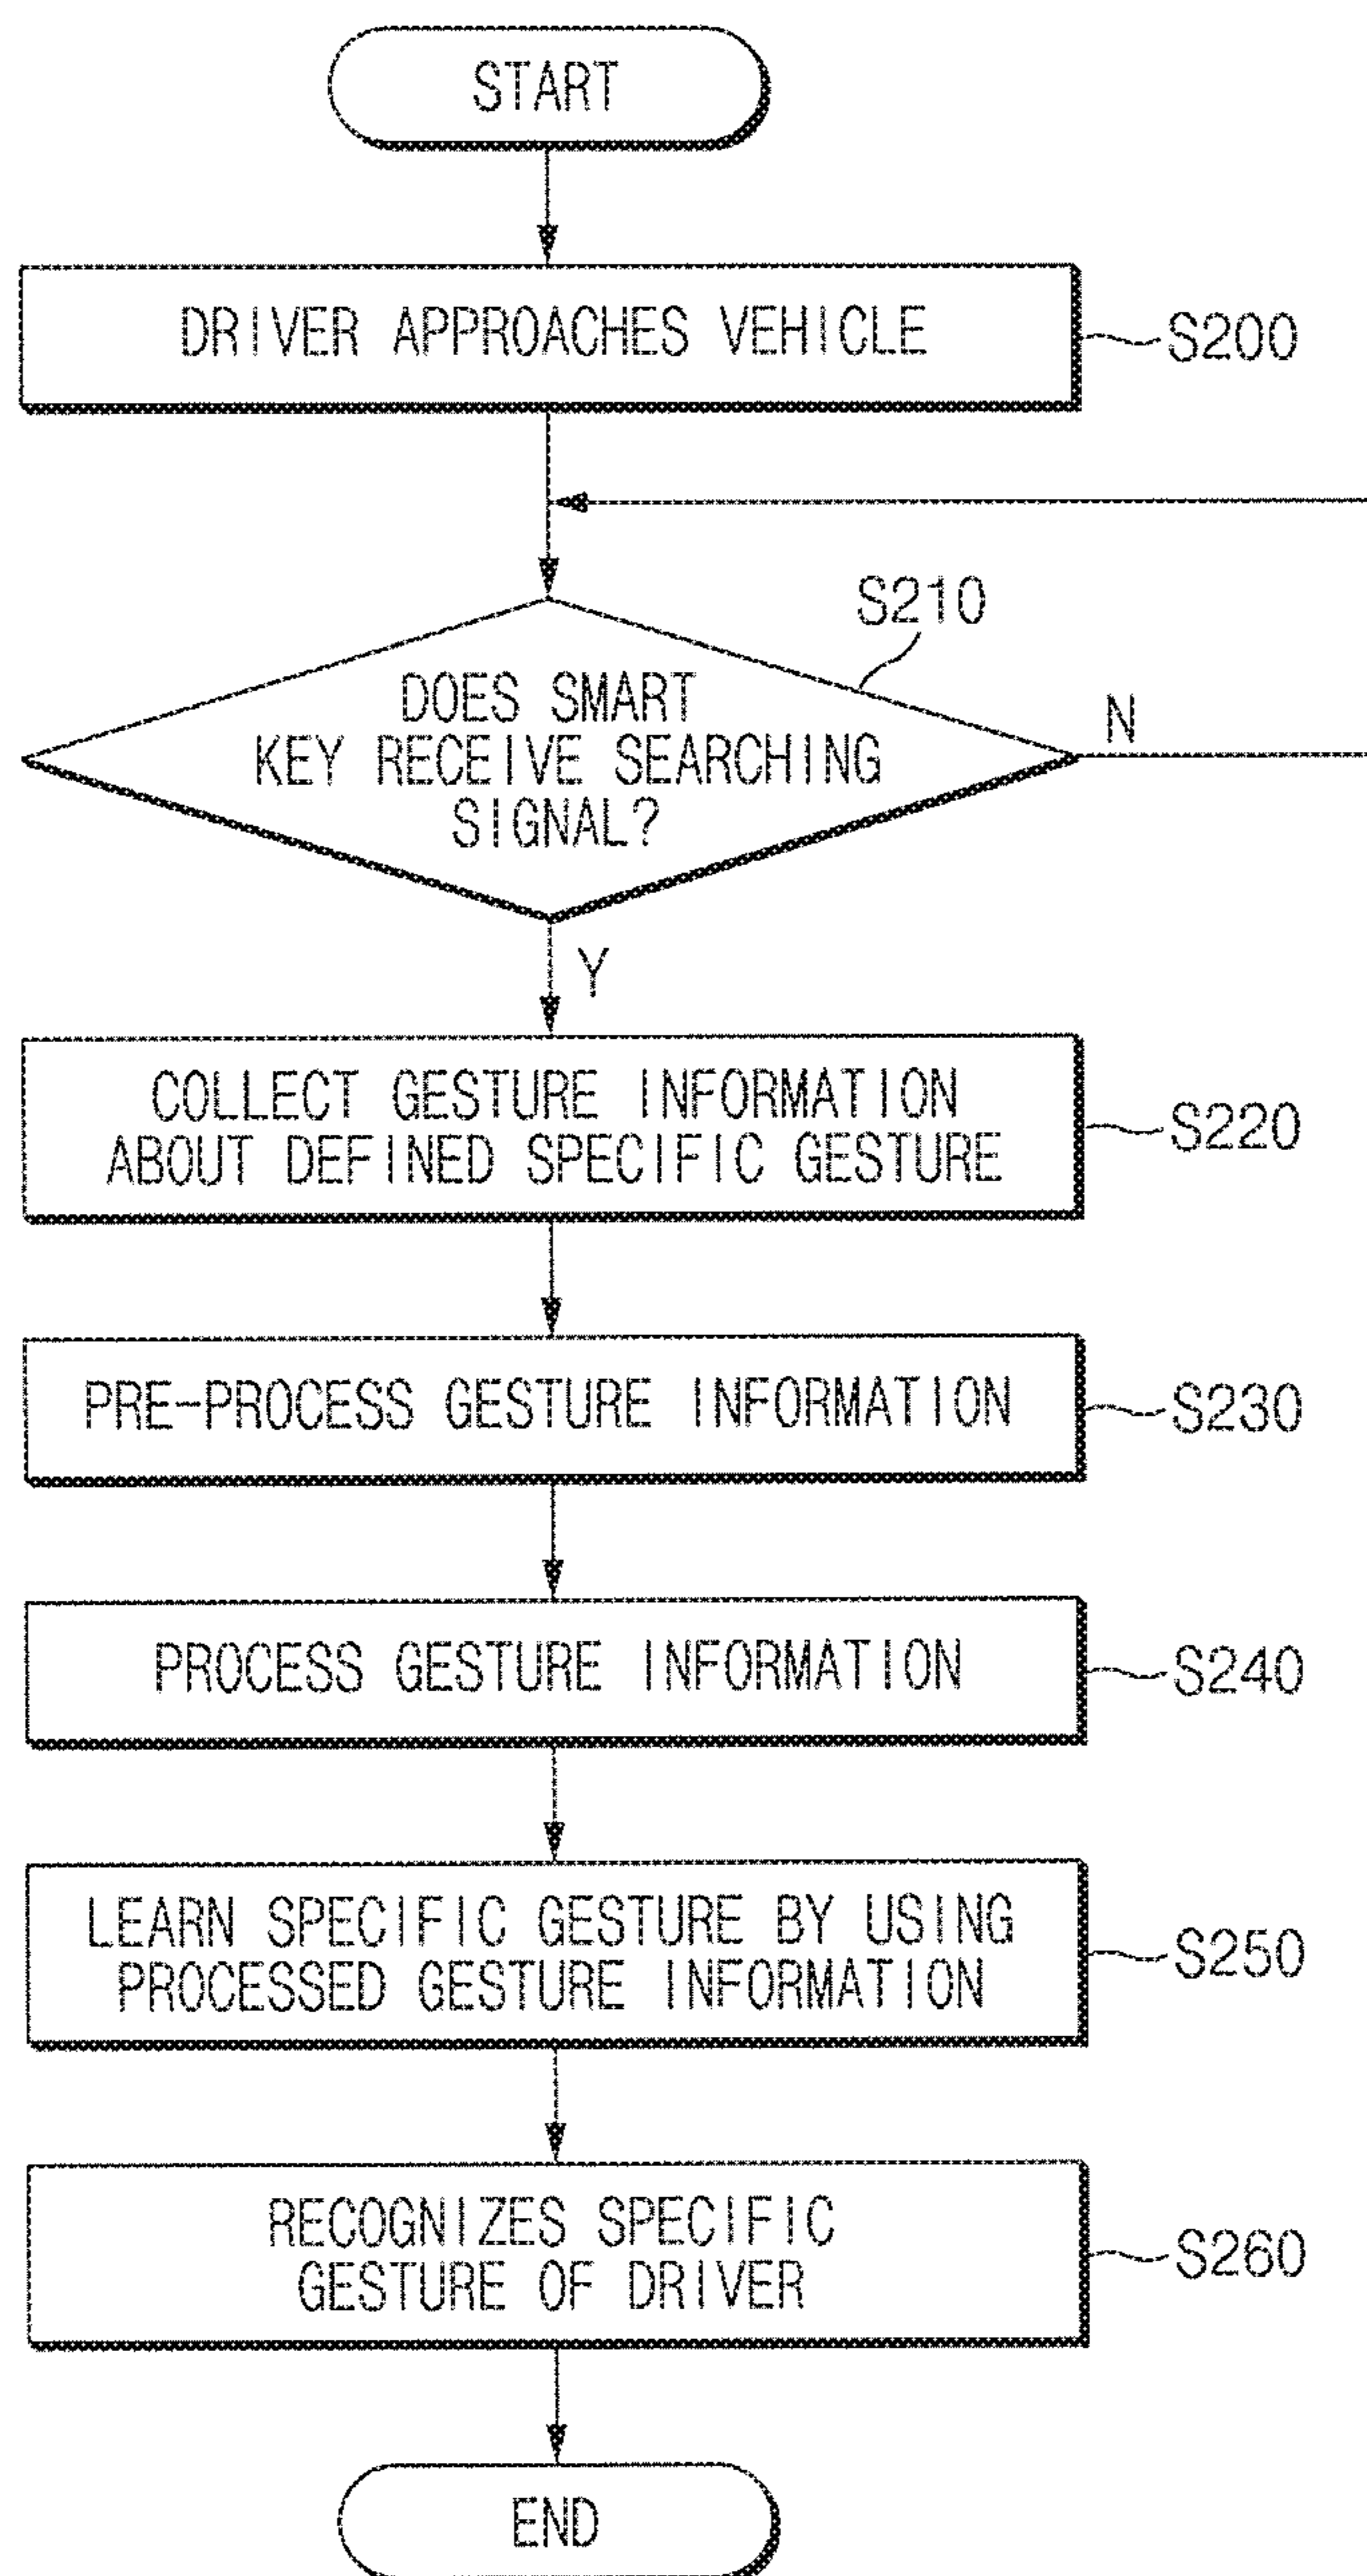 START
DRIVER APPROACHES VEHICLE
S200
S210
DOES SMART
KEY RECEIVE SEARCHING
SIGNAL?
N
Y
COLLECT GESTURE INFORMATION
ABOUT DEFINED SPECIFIC GESTURE
S220
PRE-PROCESS GESTURE INFORMATION
S230
PROCESS GESTURE INFORMATION
S240
LEARN SPECIFIC GESTURE BY USING
PROCESSED GESTURE INFORMATION
S250
RECOGNIZES SPECIFIC
GESTURE OF DRIVER
S260
END